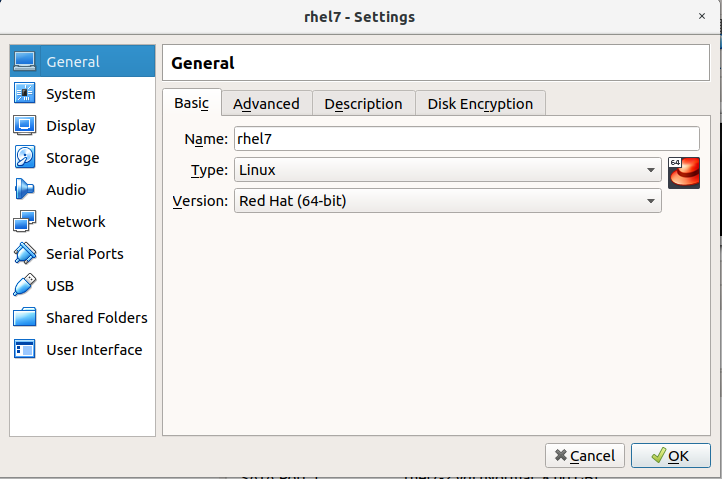 rhel7 - Settings
General
System
Display
Storage
Audio
Network
Serial Ports
USB
Shared Folders
User Interface
General
Basic
Advanced
Description
Disk Encryption
Name: rhel7
Type: Linux
64
Version: Red Hat (64-bit)
Cancel
OK